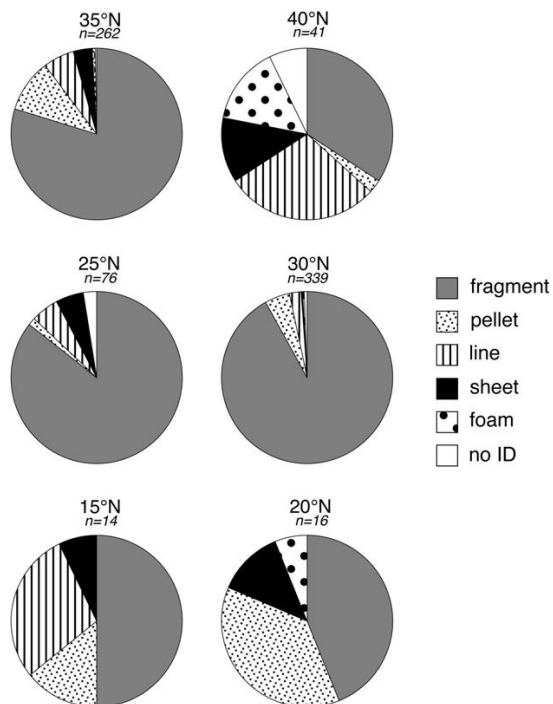 35°N
n=262
40°N
n=41
25°N
n=76
30°N
n=339
fragment
pellet
line
sheet
foam
no ID
15°N
n=14
20°N
n=16